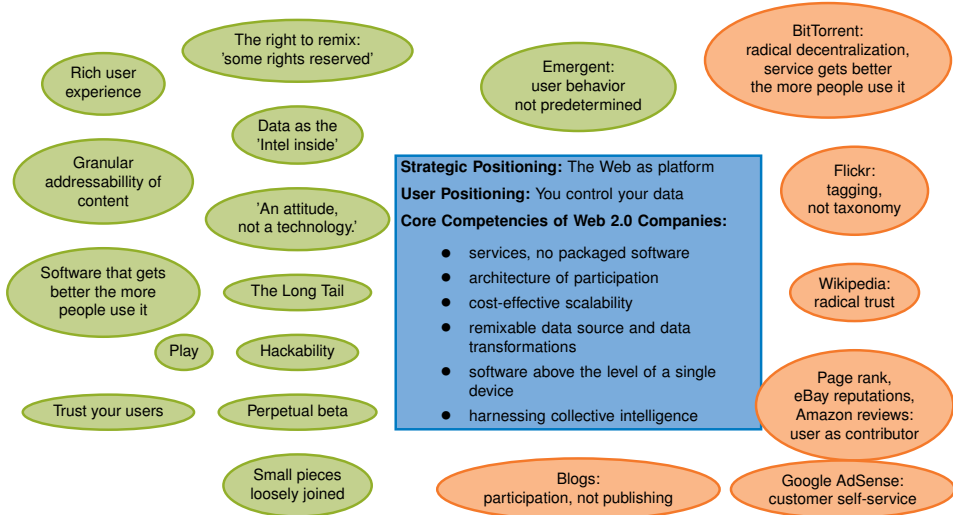 The right to remix:
'some rights reserved'
Rich user
experience
Emergent:
user behavior
not predetermined
BitTorrent:
radical decentralization,
service gets better
the more people use it
Data as the
'Intel inside'
Granular
addressabillity of
content
'An attitude,
not a technology.'
Strategic Positioning: The Web as platform
User Positioning: You control your data
Core Competencies of Web 2.0 Companies:
● services, no packaged software
● architecture of participation
● cost-effective scalability
● remixable data source and data
transformations
● software above the level of a single
device
● harnessing collective intelligence
Flickr:
tagging,
not taxonomy
Software that gets
better the more
people use it
The Long Tail
Wikipedia:
radical trust
Play
Hackability
Trust your users
Perpetual beta
Page rank,
eBay reputations,
Amazon reviews:
user as contributor
Small pieces
loosely joined
Blogs:
participation, not publishing
Google AdSense:
customer self-service